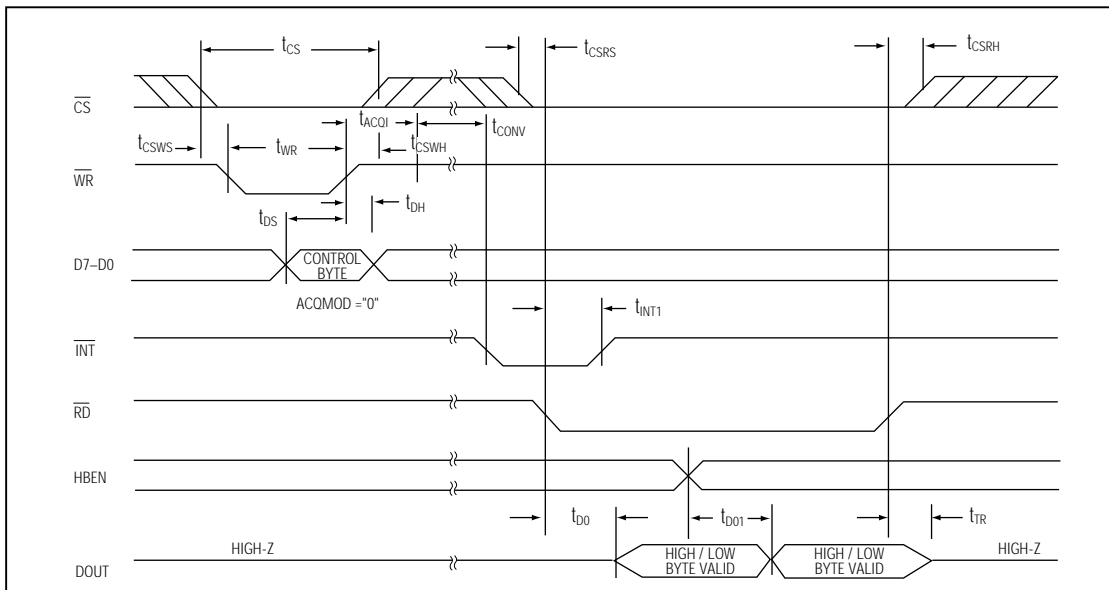 tCS
tCSRS
tCSRH
CS
tACQI
tCONV
tCSWS
tWR
tCSWH
WR
tDS
tDH
D7–D0
CONTROL
BYTE
ACQMOD ="0"
tINT1
INT
RD
HBEN
tD0
tD01
tTR
HIGH-Z
HIGH / LOW
BYTE VALID
HIGH / LOW
BYTE VALID
HIGH-Z
DOUT